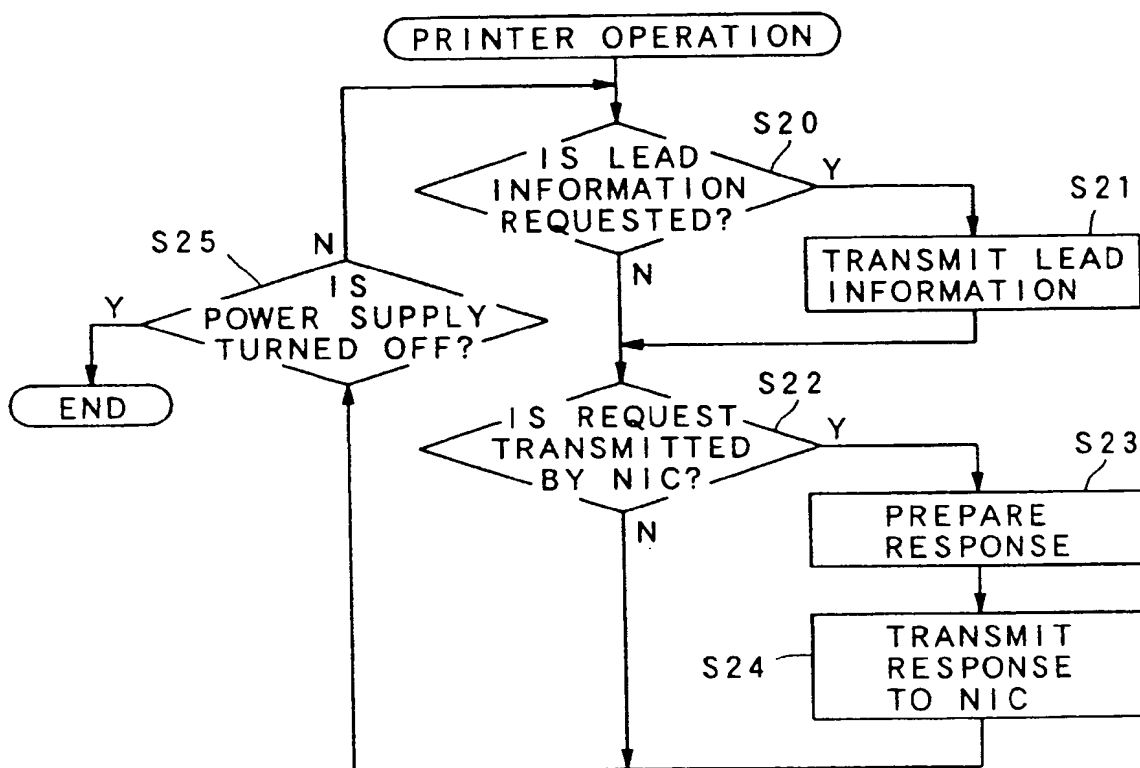 PRINTER OPERATION
S20
IS LEAD
INFORMATION
REQUESTED?
Y
N
S21
TRANSMIT LEAD
INFORMATION
S25
N
IS
POWER SUPPLY
TURNED OFF?
Y
END
S22
IS REQUEST
TRANSMITTED
BY NIC?
Y
N
S23
PREPARE
RESPONSE
S24
TRANSMIT
RESPONSE
TO NIC